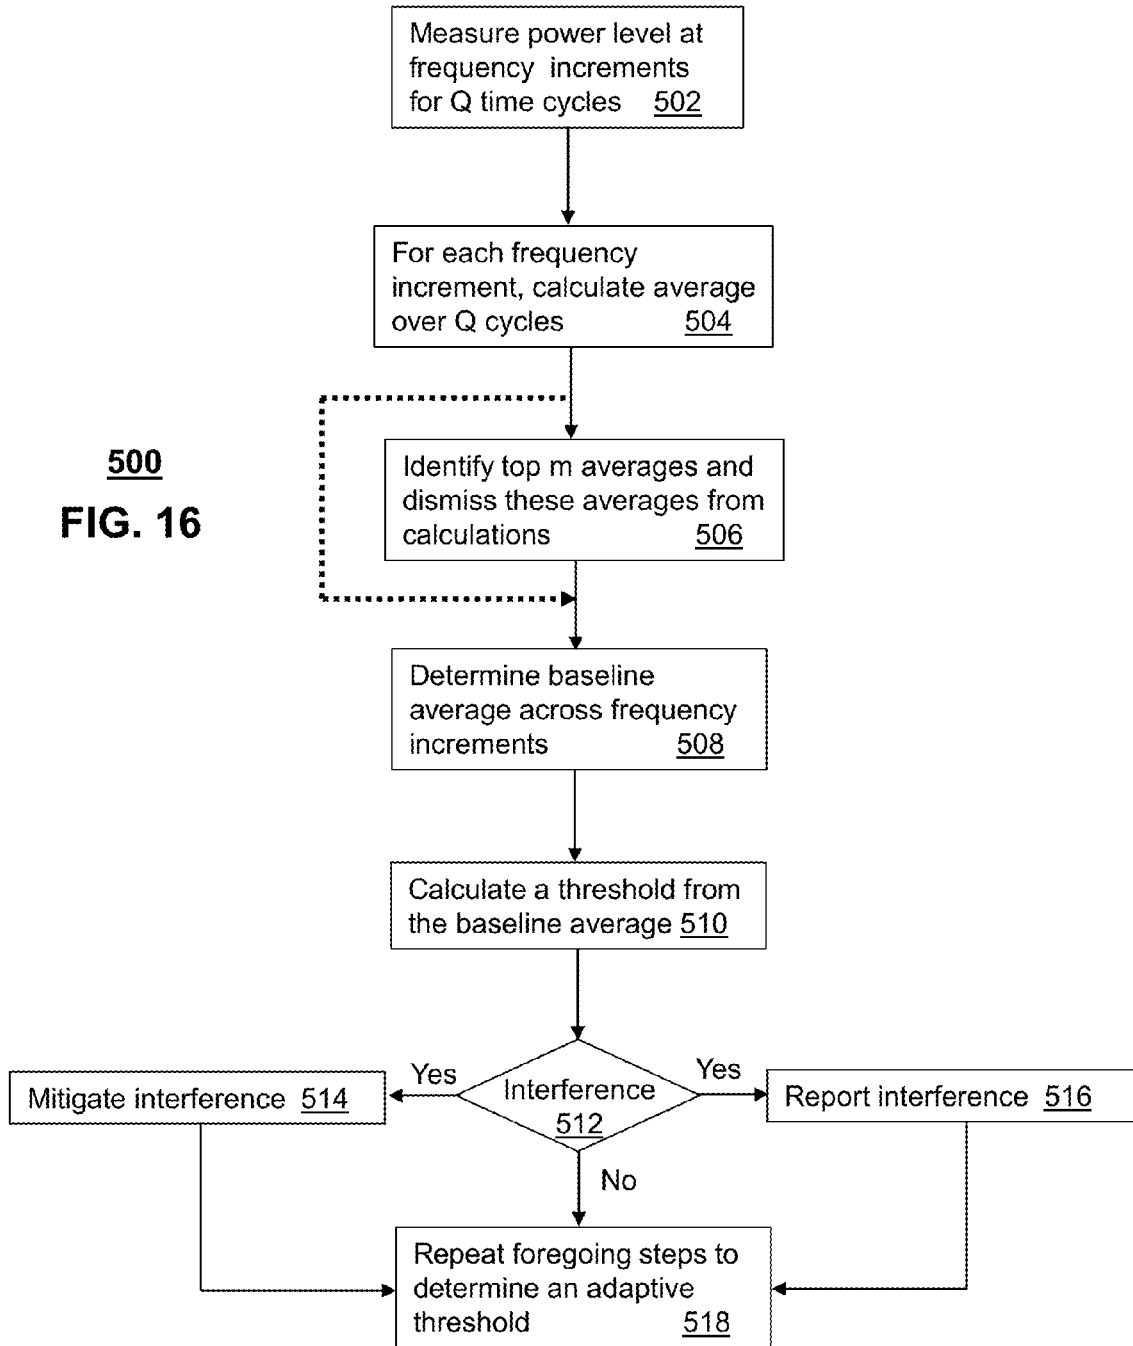 Measure power level at
frequency increments
for Q time cycles 502
For each frequency
increment, calculate average
over Q cycles 504
500
FIG. 16
Identify top m averages and
dismiss these averages from
calculations 506
Determine baseline
average across frequency
increments 508
Calculate a threshold from
the baseline average 510
Yes
Yes
Mitigate interference 514
Interference
512
Report interference 516
No
Repeat foregoing steps to
determine an adaptive
threshold 518